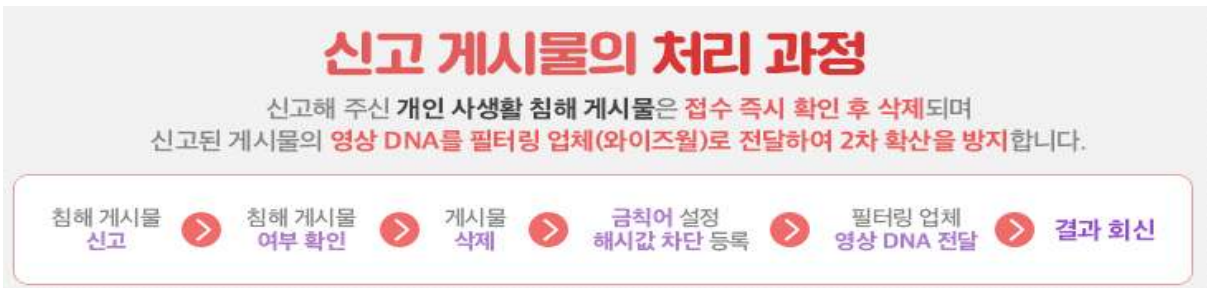 신고 게시물의 처리 과정
신고해 주신 개인 사생활 침해 게시물은 접수 즉시 확인 후 삭제되며
신고된 게시물의 영상 DNA를 필터링 업체(와이즈월)로 전달하여 2차 확산을 방지합니다.
침해 게시물
신고
침해 게시물
여부 확인
게시물
삭제
금칙어 설정
해시값 차단 등록
필터링 업체
영상 DNA 전달
결과 회신